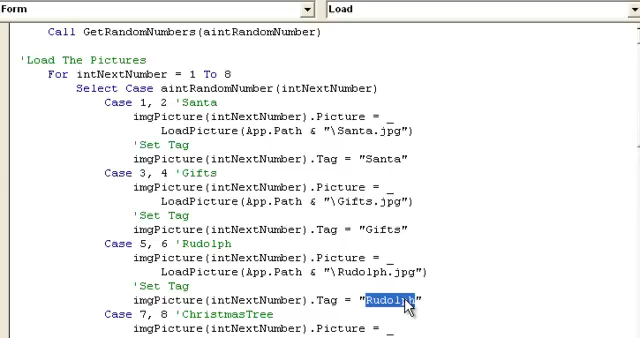 Form
Load
Call GetRandomNumbers(aintRandomNumber)
'Load The Pictures
For intNextNumber = 1 To 8
Select Case aintRandomNumber(intNextNumber)
Case 1, 2 'Santa
imgPicture(intNextNumber).Picture = _
LoadPicture(App.Path & "\Santa.jpg")
'Set Tag
imgPicture(intNextNumber).Tag = "Santa"
Case 3, 4 'Gifts
imgPicture(intNextNumber).Picture = _
LoadPicture(App.Path & "\Gifts.jpg")
'Set Tag
imgPicture(intNextNumber).Tag = "Gifts"
Case 5, 6 'Rudolph
imgPicture(intNextNumber).Picture = _
LoadPicture(App.Path & "\Rudolph.jpg")
'Set Tag
imgPicture(intNextNumber).Tag = "Rudolph"
Case 7, 8 'ChristmasTree
imgPicture(intNextNumber).Picture = _